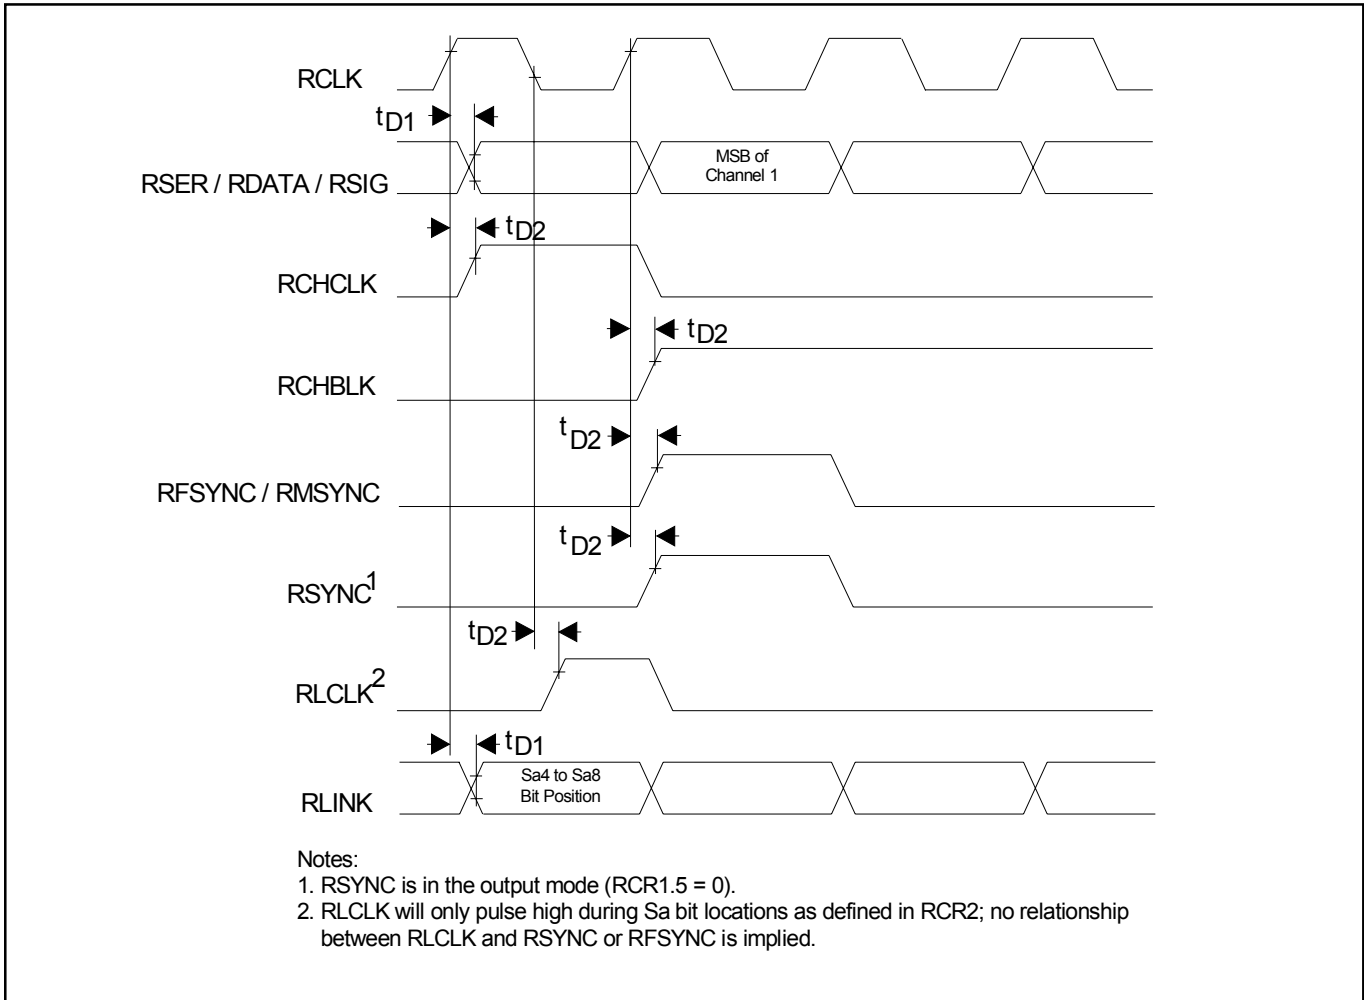 RCLK
tD1
MSB of
Channel 1
RSER / RDATA / RSIG
tD2
RCHCLK
tD2
RCHBLK
tD2
RFSYNC / RMSYNC
tD2
RSYNC1
tD2
RLCLK2
tD1
Sa4 to Sa8
Bit Position
RLINK
Notes:
1. RSYNC is in the output mode (RCR1.5 = 0).
2. RLCLK will only pulse high during Sa bit locations as defined in RCR2; no relationship
between RLCLK and RSYNC or RFSYNC is implied.